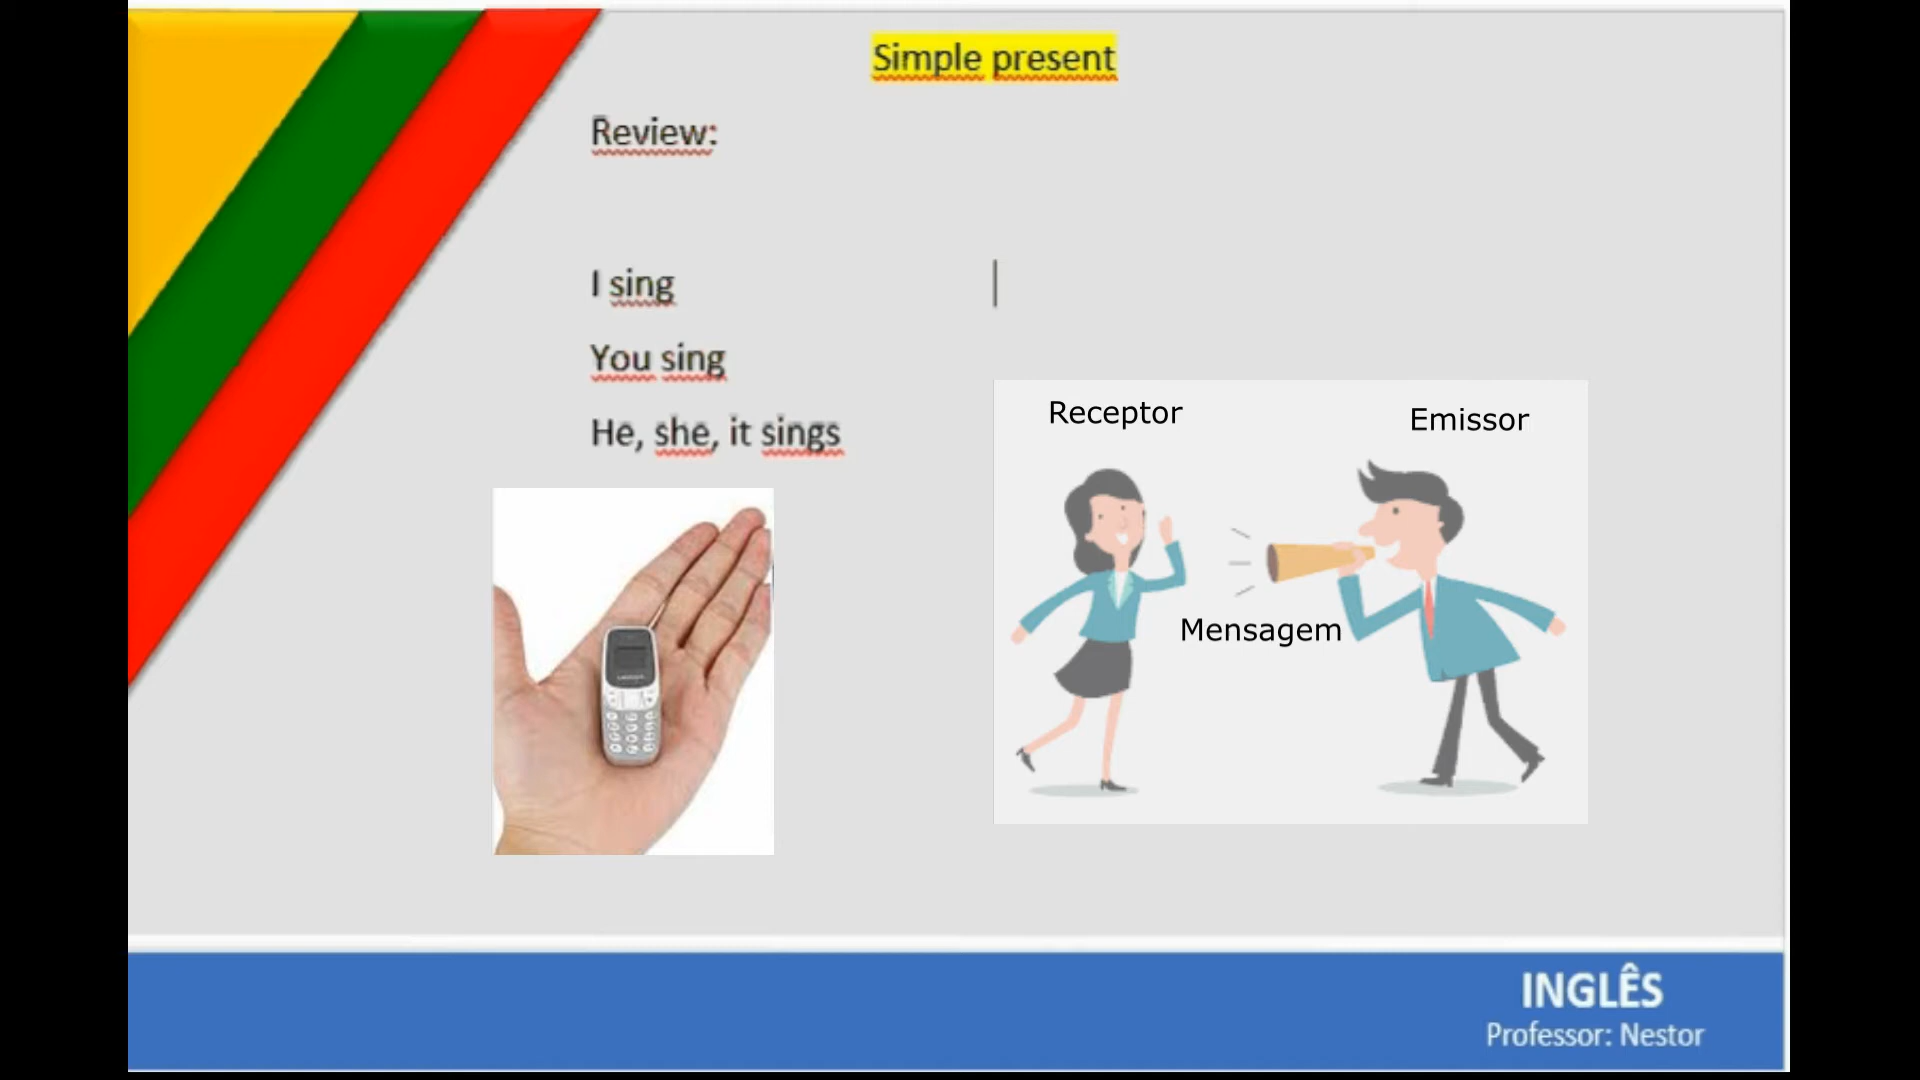 Simple present
Review:
I sing
You sing
He, she, it sings
Receptor
Emissor
Mensagem
INGLÊS
Professor: Nestor